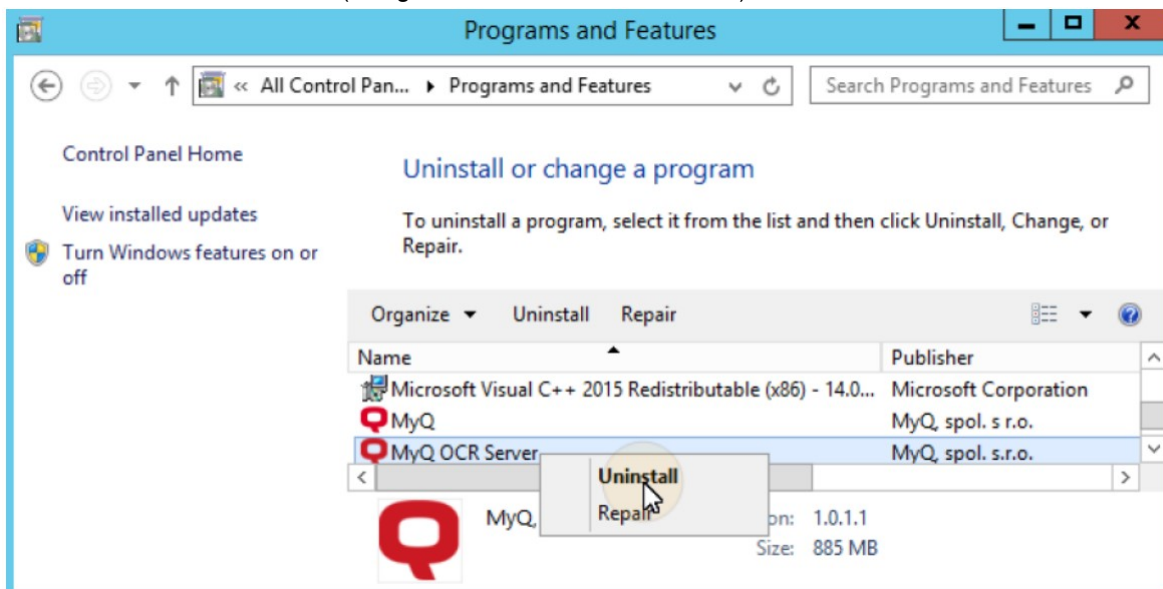 Programs and Features
« All Control Pan... Programs and Features
Search Programs and Features
Control Panel Home
View installed updates
Turn Windows features on or
off
Uninstall or change a program
To uninstall a program, select it from the list and then click Uninstall, Change, or
Repair.
Organize Uninstall Repair
Name Publisher
Microsoft Visual C++ 2015 Redistributable (x86) - 14.0... Microsoft Corporation
MyQ MyQ, spol. s r.o.
MyQ OCR Server MyQ, spol. s.r.o.
Uninstall
Repair
MyQ, on: 1.0.1.1
Size: 885 MB